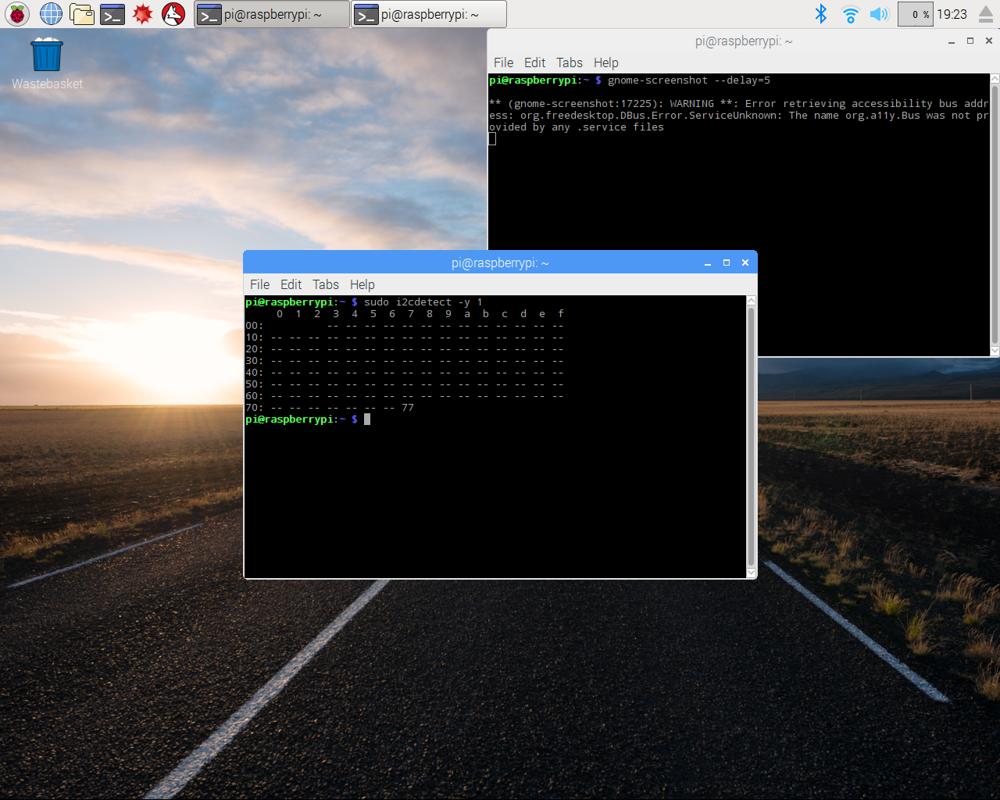 pi@raspberrypi: ~
pi@raspberrypi: ~
0 %
19:23
Wastebasket
pi@raspberrypi: ~
File Edit Tabs Help
pi@raspberrypi:~ $ gnome-screenshot --delay=5
** (gnome-screenshot:17225): WARNING **: Error retrieving accessibility bus addr
ess: org.freedesktop.DBus.Error.ServiceUnknown: The name org.a11y.Bus was not pr
ovided by any .service files
pi@raspberrypi: ~
File Edit Tabs Help
pi@raspberrypi:~ $ sudo i2cdetect -y 1
     0  1  2  3  4  5  6  7  8  9  a  b  c  d  e  f
00:          -- -- -- -- -- -- -- -- -- -- -- -- --
10: -- -- -- -- -- -- -- -- -- -- -- -- -- -- -- --
20: -- -- -- -- -- -- -- -- -- -- -- -- -- -- -- --
30: -- -- -- -- -- -- -- -- -- -- -- -- -- -- -- --
40: -- -- -- -- -- -- -- -- -- -- -- -- -- -- -- --
50: -- -- -- -- -- -- -- -- -- -- -- -- -- -- -- --
60: -- -- -- -- -- -- -- -- -- -- -- -- -- -- -- --
70: -- -- -- -- -- -- -- 77
pi@raspberrypi:~ $